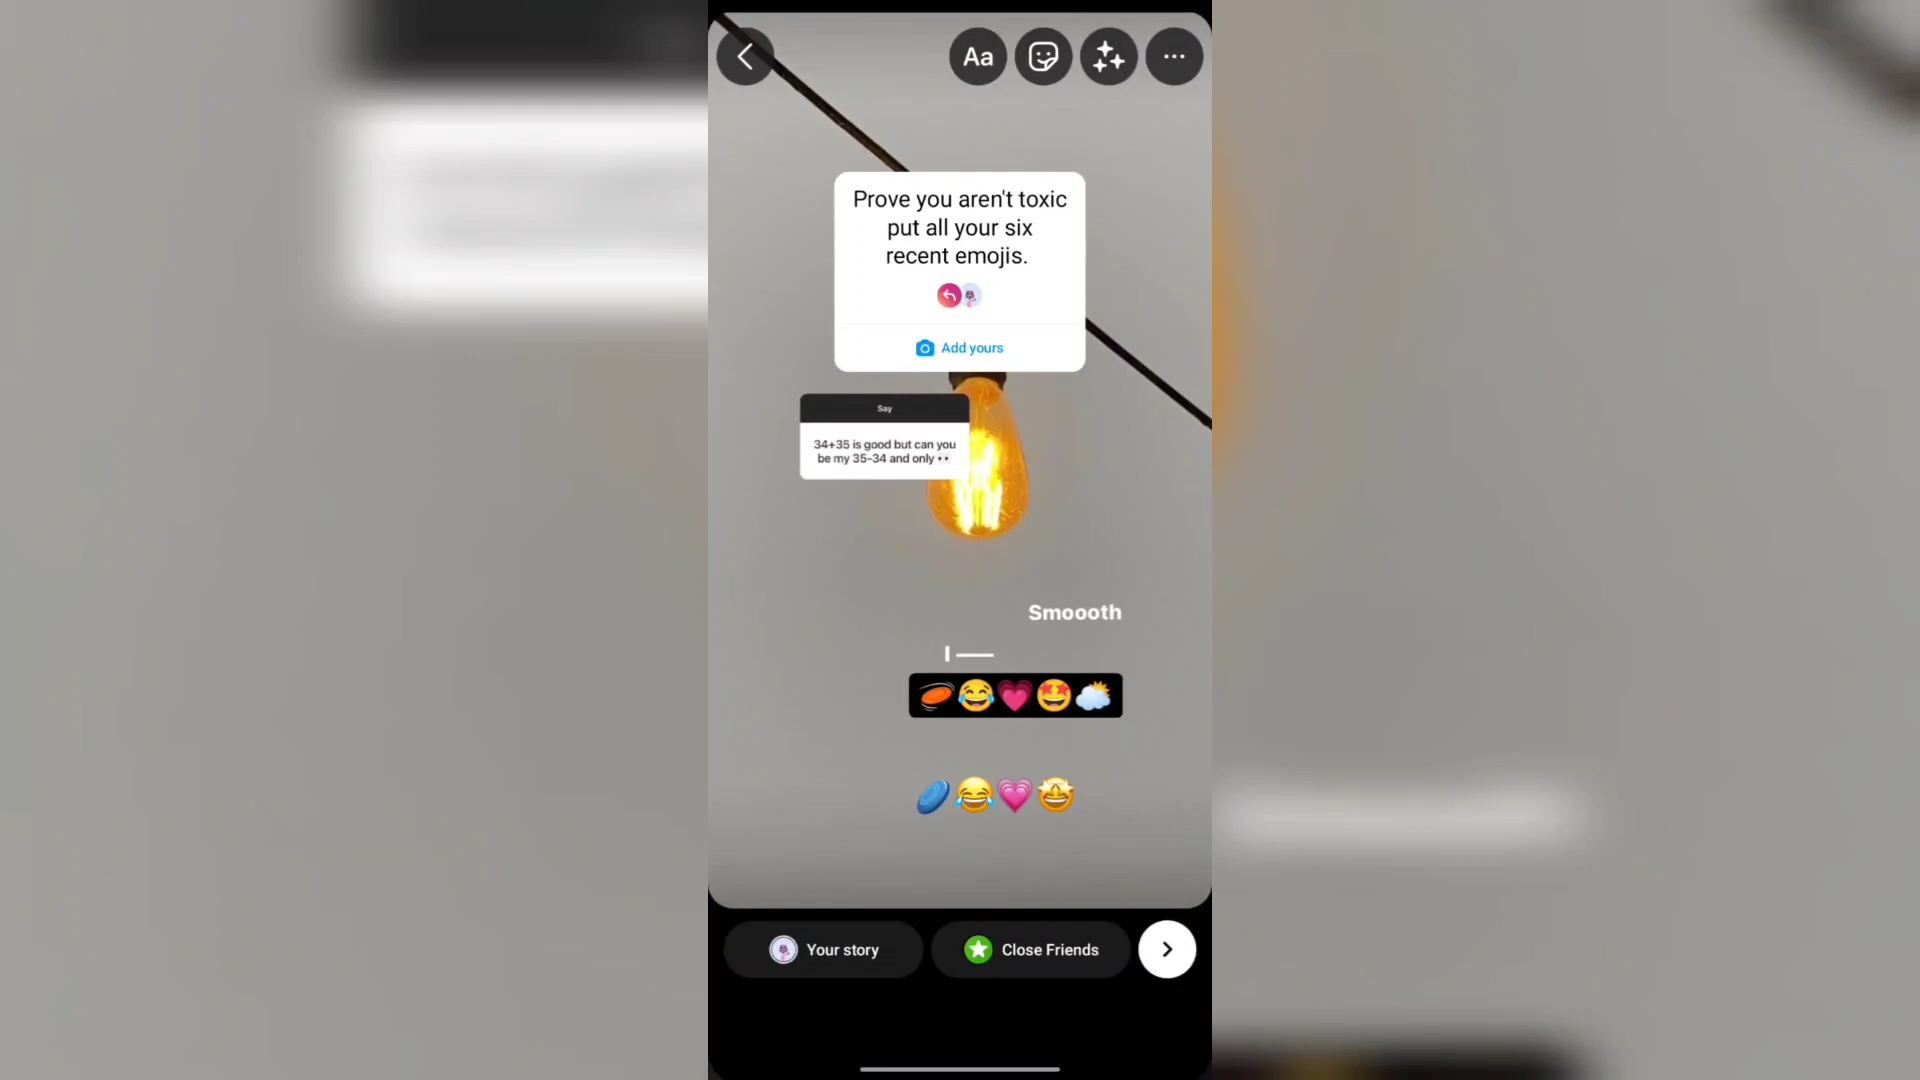 Aa
Prove you aren't toxic
put all your six
recent emojis.
Add yours
Say
34+35 is good but can you
be my 35-34 and only 👀
Smoooth
🥏😂💗🤩🌥️
🥏😂💗🤩
Your story
Close Friends